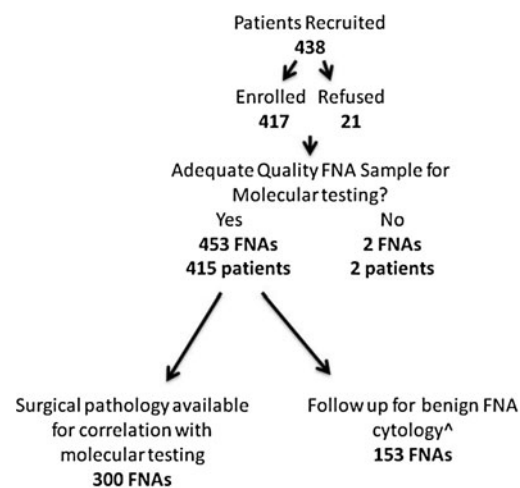 Patients Recruited
438
Enrolled Refused
417 21
Adequate Quality FNA Sample for
Molecular testing?
Yes No
453 FNAs 2 FNAs
415 patients 2 patients
Surgical pathology available
for correlation with
molecular testing
300 FNAs
Follow up for benign FNA
cytology^
153 FNAs